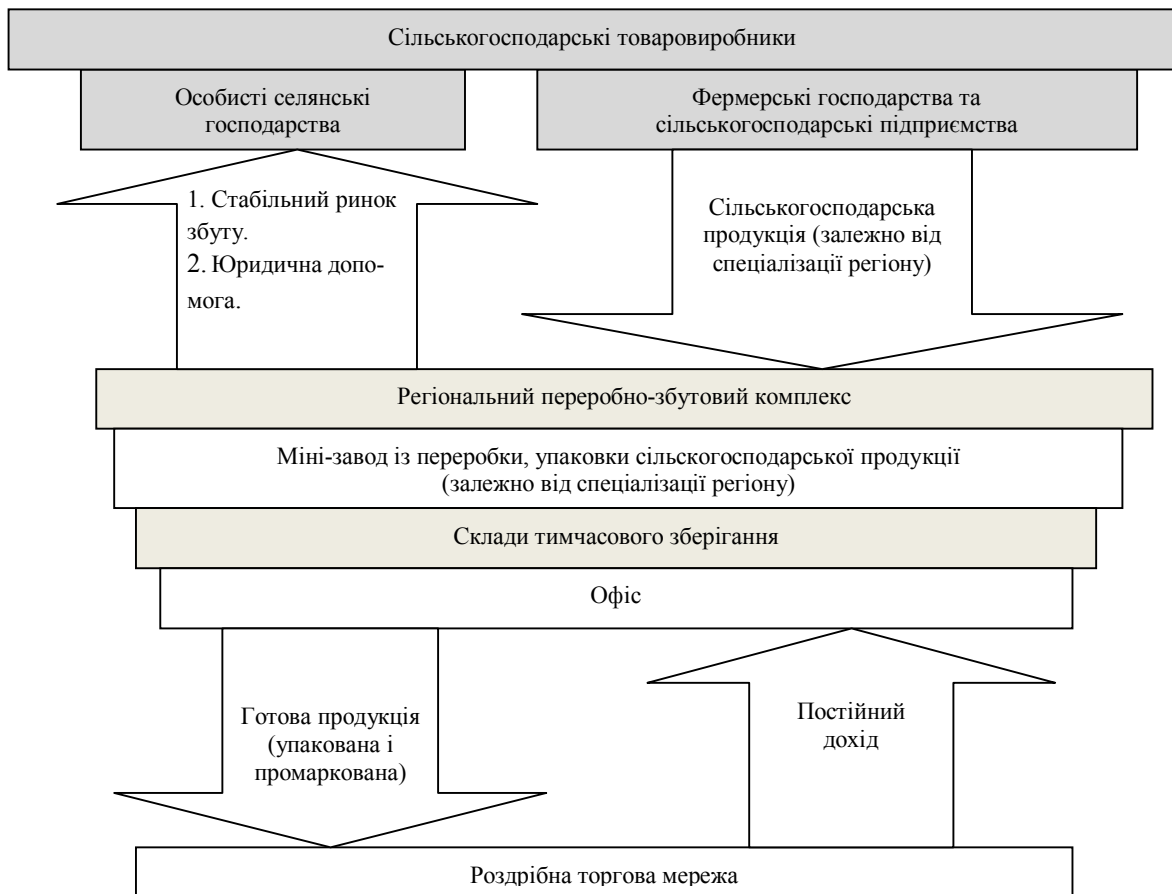 Сільськогосподарські товаровиробники
Особисті селянські
господарства
Фермерські господарства та
сільськогосподарські підприємства
1. Стабільний ринок
збуту.
2. Юридична допо-
мога.
Сільськогосподарська
продукція (залежно від
спеціалізації регіону)
Регіональний переробно-збутовий комплекс
Міні-завод із переробки, упаковки сільскогосподарської продукції
(залежно від спеціалізації регіону)
Склади тимчасового зберігання
Офіс
Готова продукція
(упакована і
промаркована)
Постійний
дохід
Роздрібна торгова мережа